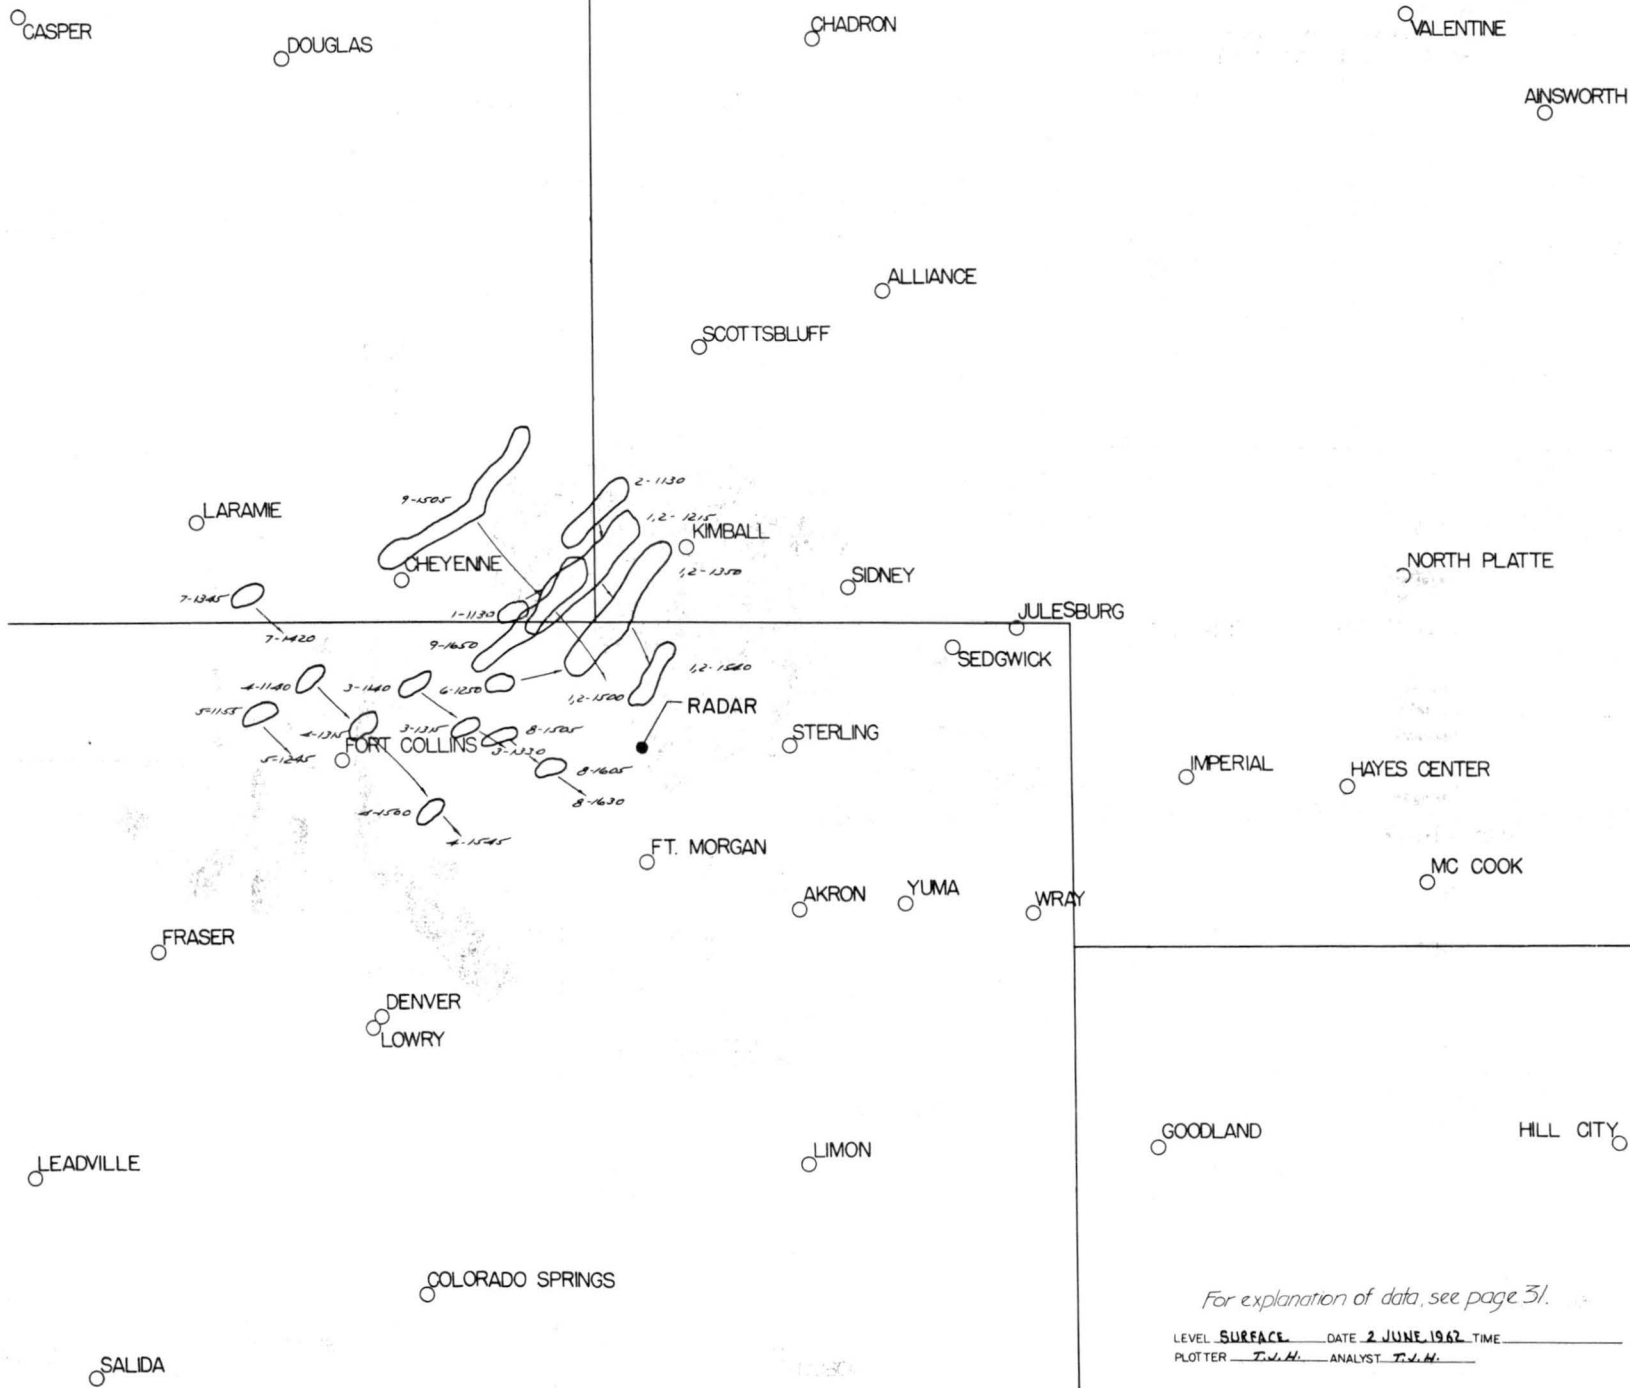 CASPER
DOUGLAS
CHADRON
VALENTINE
AINSWORTH
ALLIANCE
SCOTTSBLUFF
9-1505
2-1130
LARAMIE
1,2-1215
KIMBALL
CHEYENNE
1,2-1350
NORTH PLATTE
SIDNEY
7-1345
1-1130
JULESBURG
7-1420
9-1650
SEDGWICK
1,2-1540
4-1140
3-1140
6-1250
1,2-1500
RADAR
5-1155
4-1315
3-1315
8-1505
STERLING
FORT COLLINS
3-1330
5-1245
8-1605
IMPERIAL
HAYES CENTER
8-1630
4-1500
4-1545
FT. MORGAN
MC COOK
AKRON
YUMA
WRAY
FRASER
DENVER
LOWRY
GOODLAND
HILL CITY
LIMON
LEADVILLE
COLORADO SPRINGS
For explanation of data, see page 31.
LEVEL SURFACE DATE 2 JUNE 1962 TIME
PLOTTER T.J.H. ANALYST T.J.H.
SALIDA